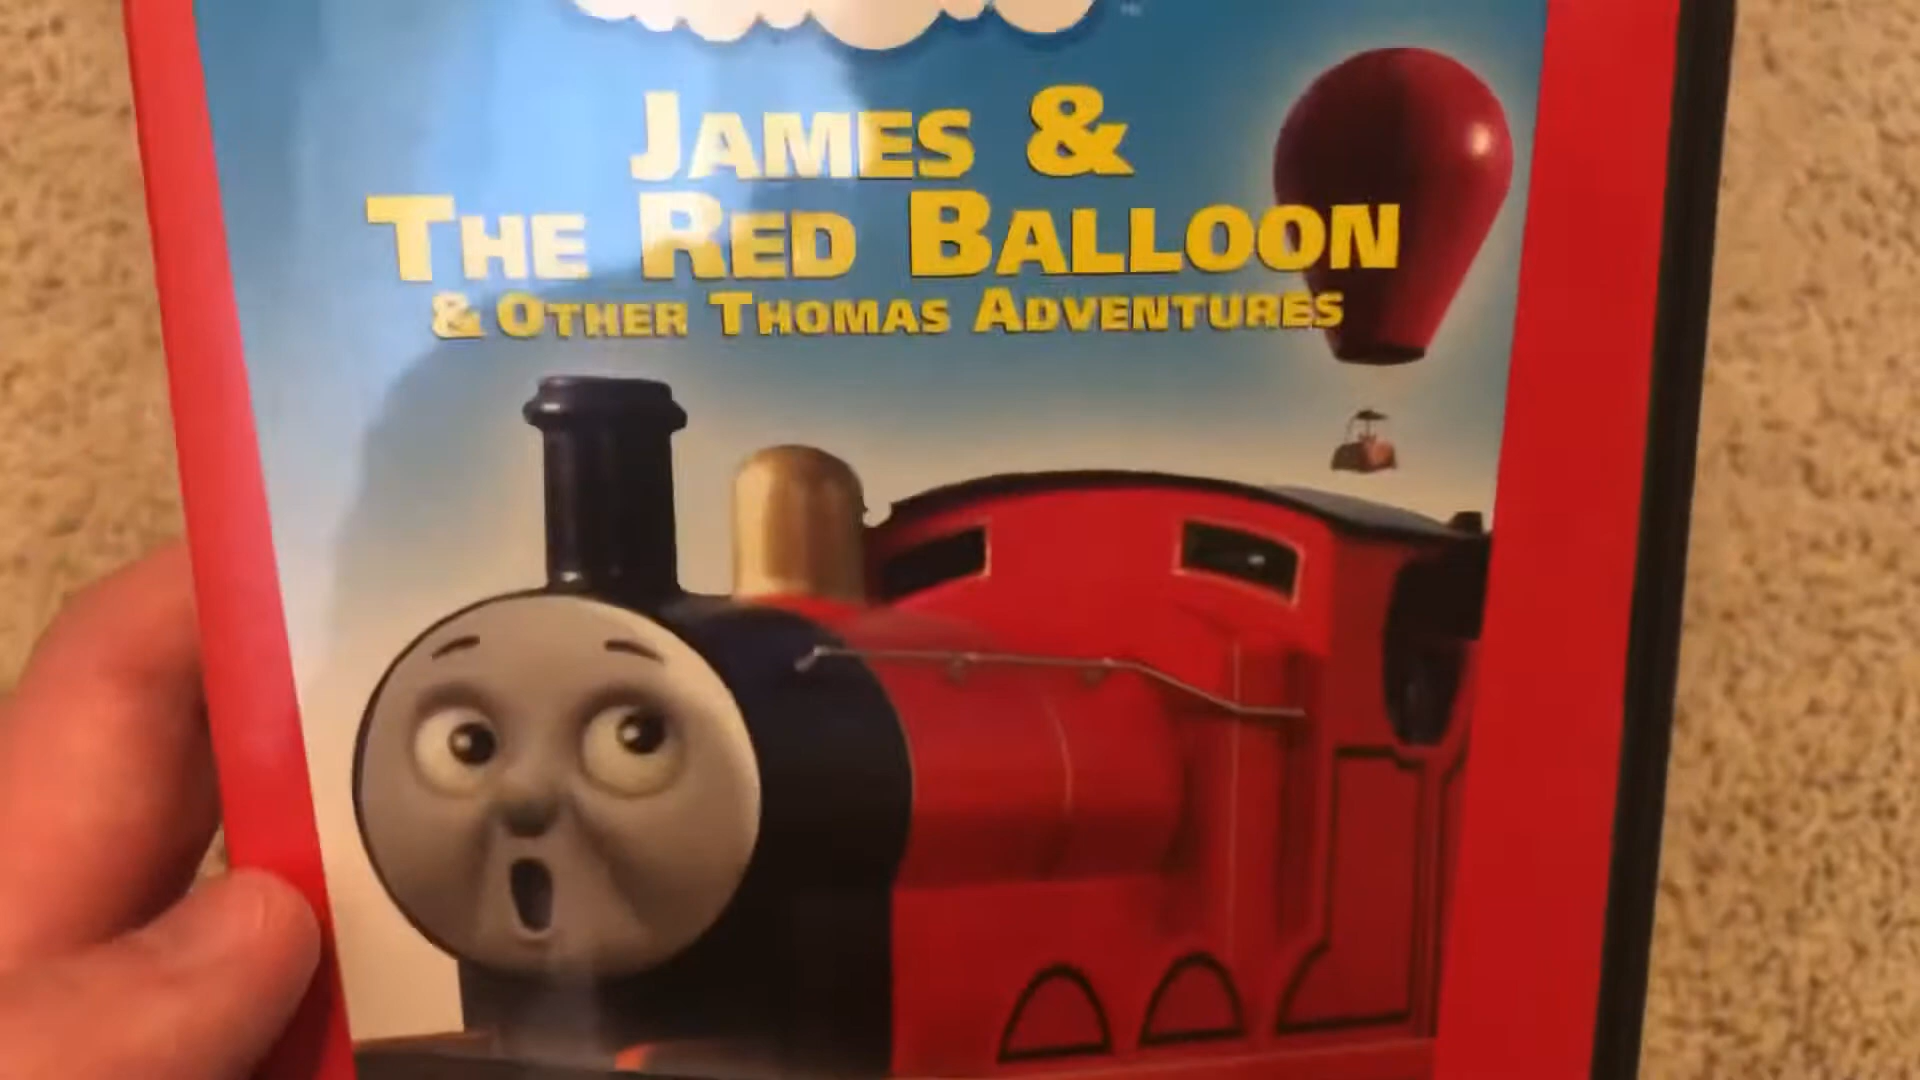 JAMES &
THE RED BALLOON
& OTHER THOMAS ADVENTURES